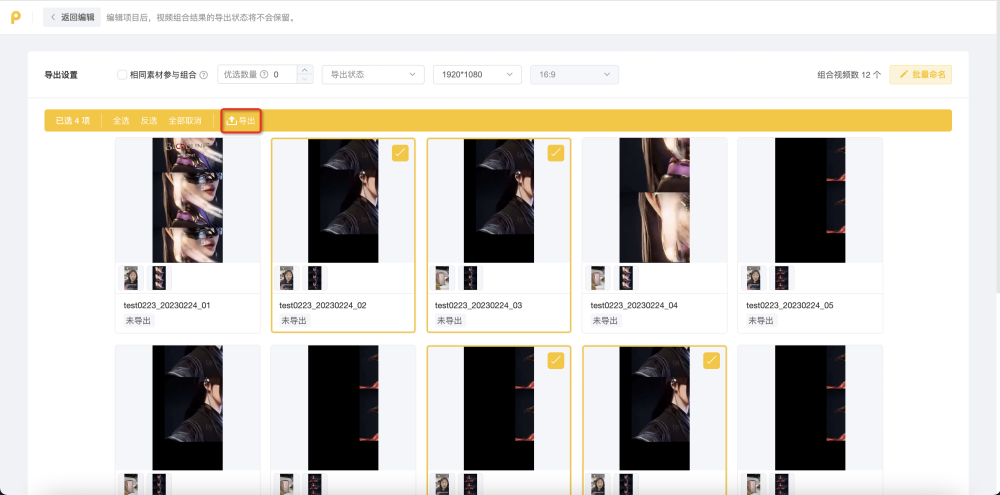 返回编辑 编辑项目后，视频组合结果的导出状态将不会保留。
导出设置 相同素材参与组合 ? 优选数量 ? 0 导出状态 1920*1080 16:9 组合视频数 12 个 批量命名
已选 4 项 全选 反选 全部取消 导出
test0223_20230224_01 test0223_20230224_02 test0223_20230224_03 test0223_20230224_04 test0223_20230224_05
未导出 未导出 未导出 未导出 未导出